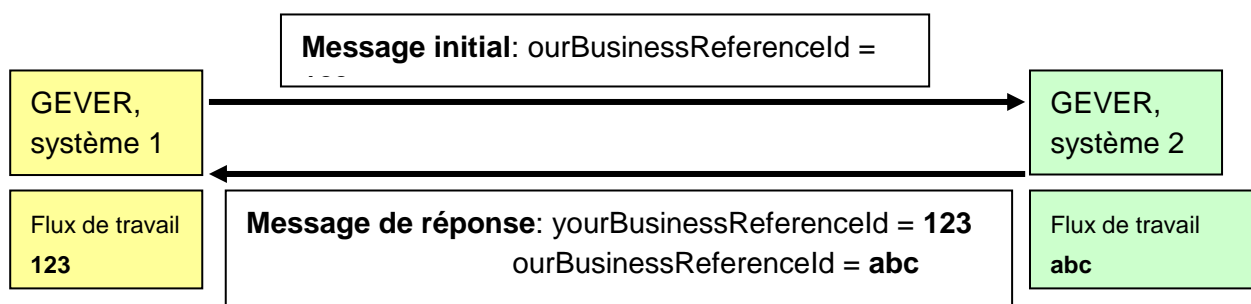 Message initial: ourBusinessReferenceId =
GEVER,
système 1
GEVER,
système 2
Flux de travail
123
Message de réponse: yourBusinessReferenceId = 123
ourBusinessReferenceId = abc
Flux de travail
abc